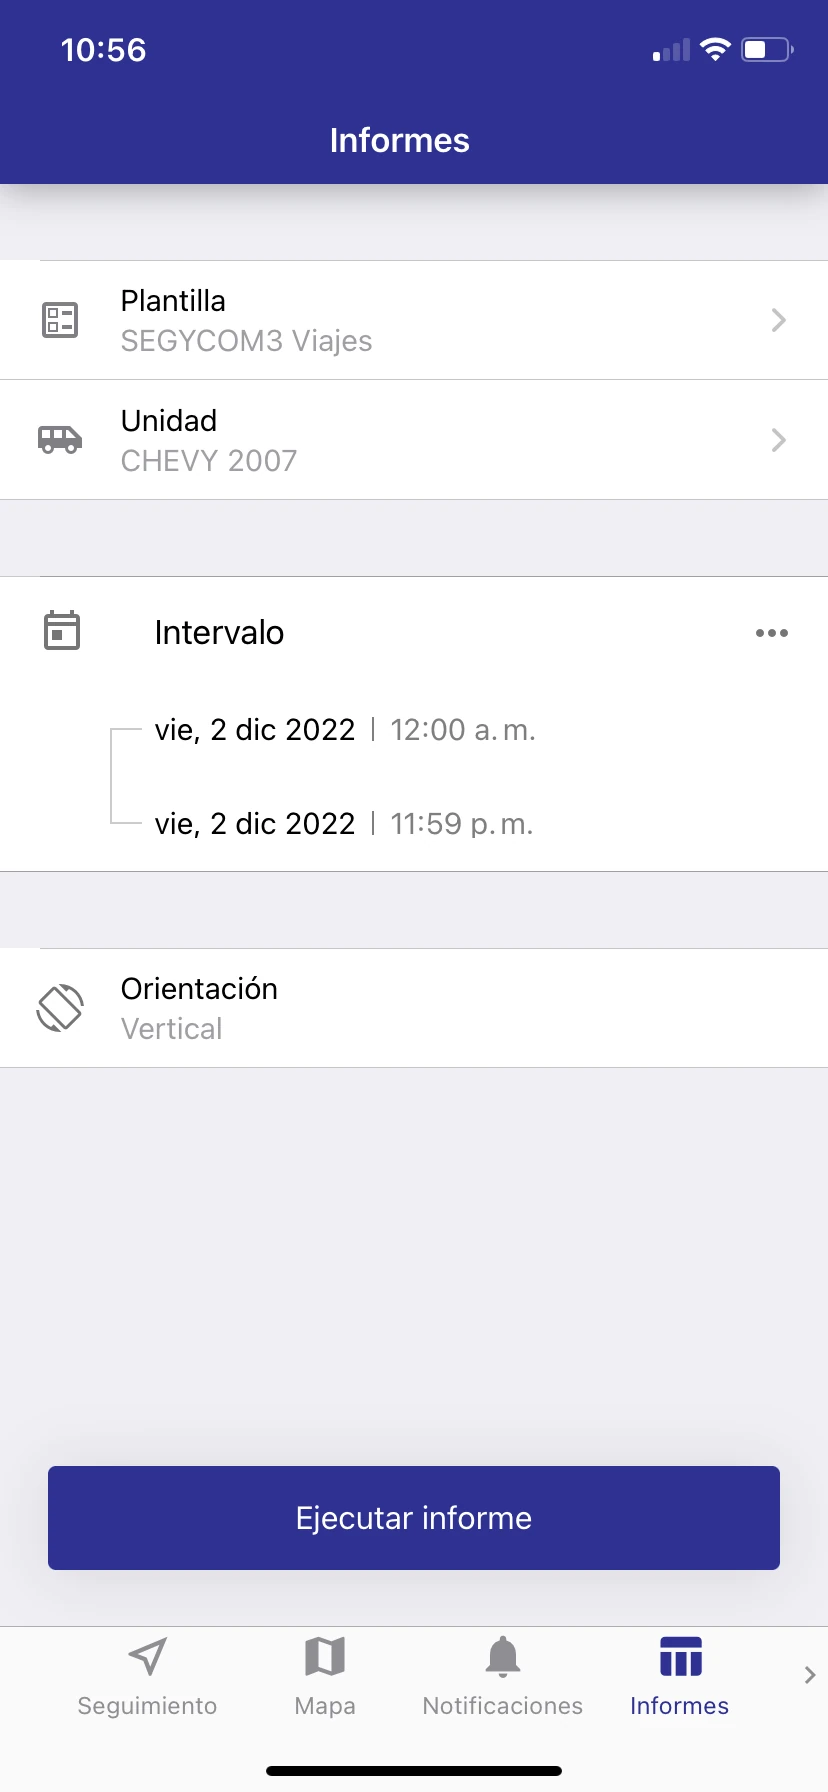 10:56
Informes
Plantilla
SEGYCOM3 Viajes
Unidad
CHEVY 2007
Intervalo
vie, 2 dic 2022 | 12:00 a. m.
vie, 2 dic 2022 | 11:59 p. m.
Orientación
Vertical
Ejecutar informe
Seguimiento Mapa Notificaciones Informes